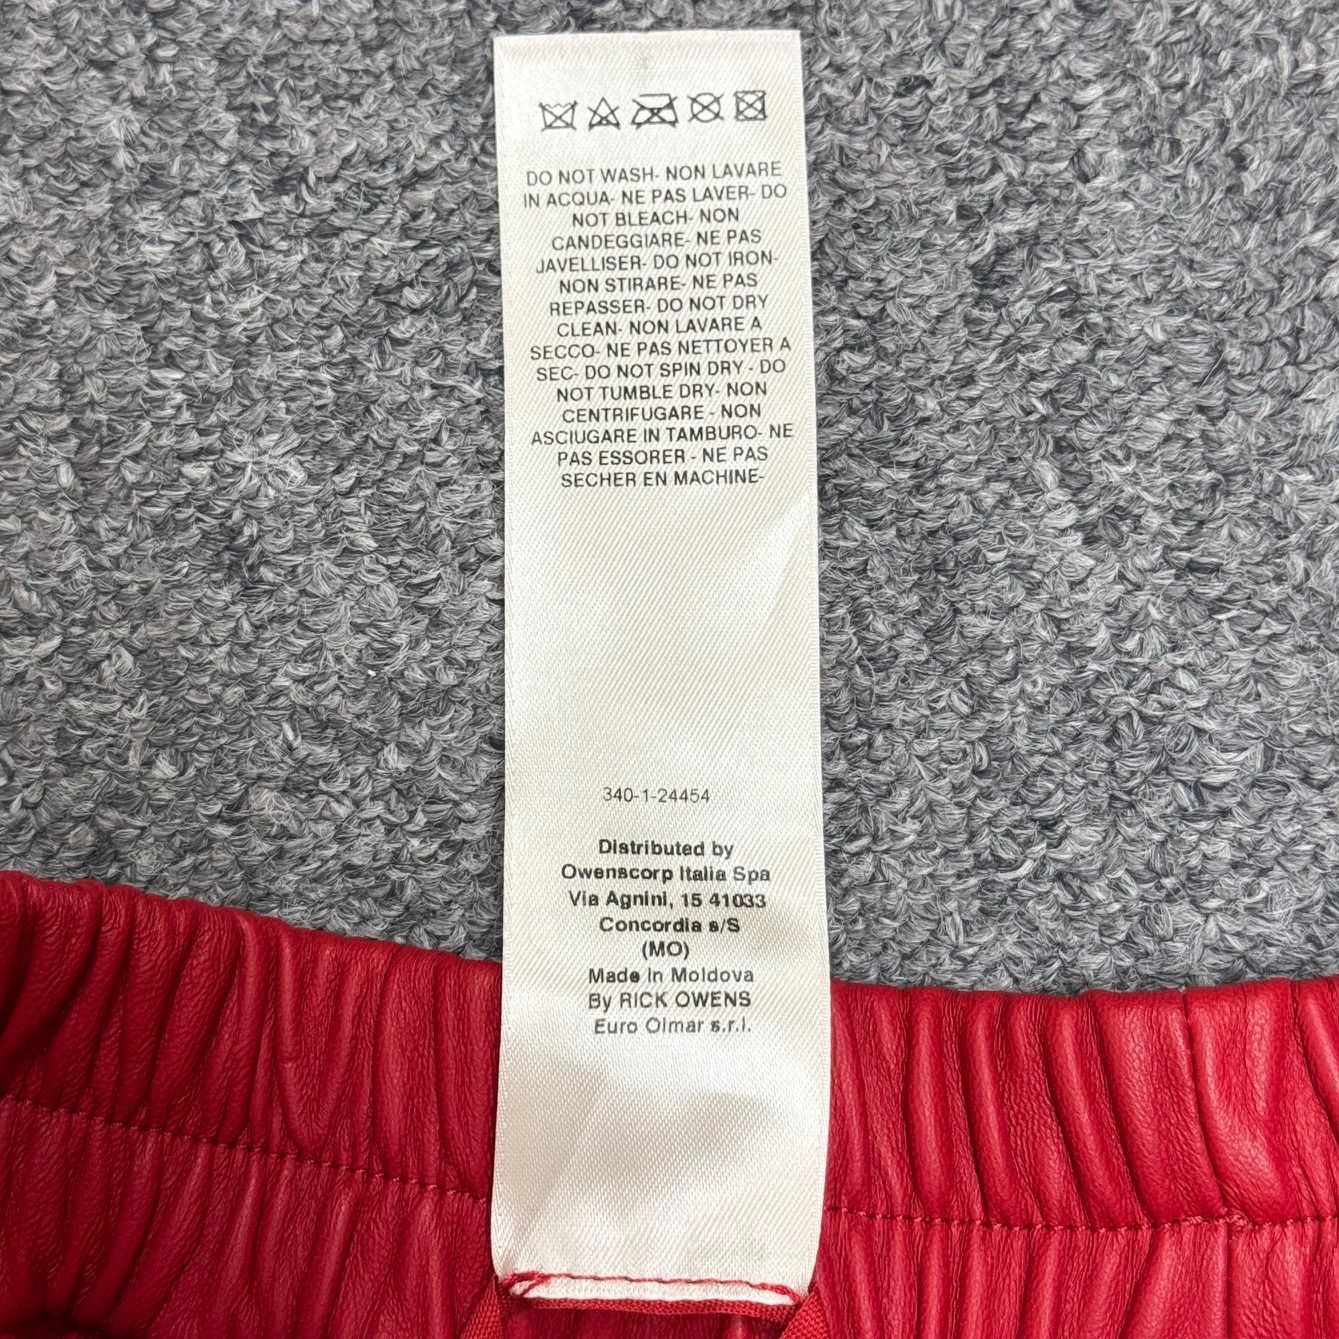 DO NOT WASH- NON LAVARE
IN ACQUA- NE PAS LAVER- DO
NOT BLEACH- NON
CANDEGGIARE- NE PAS
JAVELLISER- DO NOT IRON-
NON STIRARE- NE PAS
REPASSER- DO NOT DRY
CLEAN- NON LAVARE A
SECCO- NE PAS NETTOYER A
SEC- DO NOT SPIN DRY - DO
NOT TUMBLE DRY- NON
CENTRIFUGARE - NON
ASCIUGARE IN TAMBURO- NE
PAS ESSORER - NE PAS
SECHER EN MACHINE-
340-1-24454
Distributed by
Owenscorp Italia Spa
Via Agnini, 15 41033
Concordia s/S
(MO)
Made in Moldova
By RICK OWENS
Euro Olmar s.r.l.